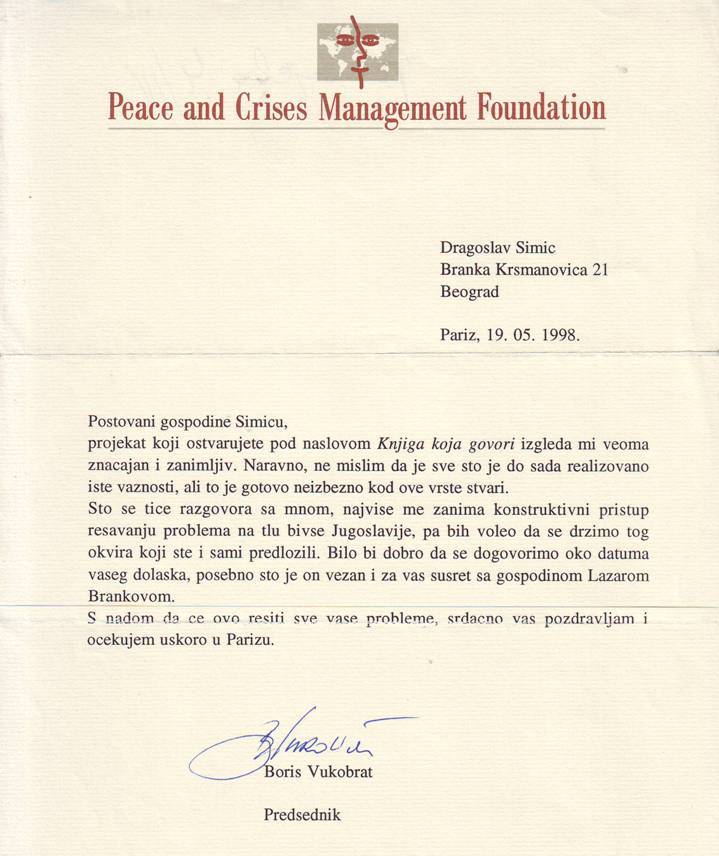 Peace and Crises Management Foundation
Dragoslav Simic
Branka Krsmanovica 21
Beograd
Pariz, 19. 05. 1998.
Postovani gospodine Simicu,
projekat koji ostvarujete pod naslovom Knjiga koja govori izgleda mi veoma
znacajan i zanimljiv. Naravno, ne mislim da je sve sto je do sada realizovano
iste vaznosti, ali to je gotovo neizbezno kod ove vrste stvari.
Sto se tice razgovora sa mnom, najvise me zanima konstruktivni pristup
resavanju problema na tlu bivse Jugoslavije, pa bih voleo da se drzimo tog
okvira koji ste i sami predlozili. Bilo bi dobro da se dogovorimo oko datuma
vaseg dolaska, posebno sto je on vezan i za vas susret sa gospodinom Lazarom
Brankovom.
S nadom da ce ovo resiti sve vase probleme, srdacno vas pozdravljam i
ocekujem uskoro u Parizu.
Boris Vukobrat
Predsednik